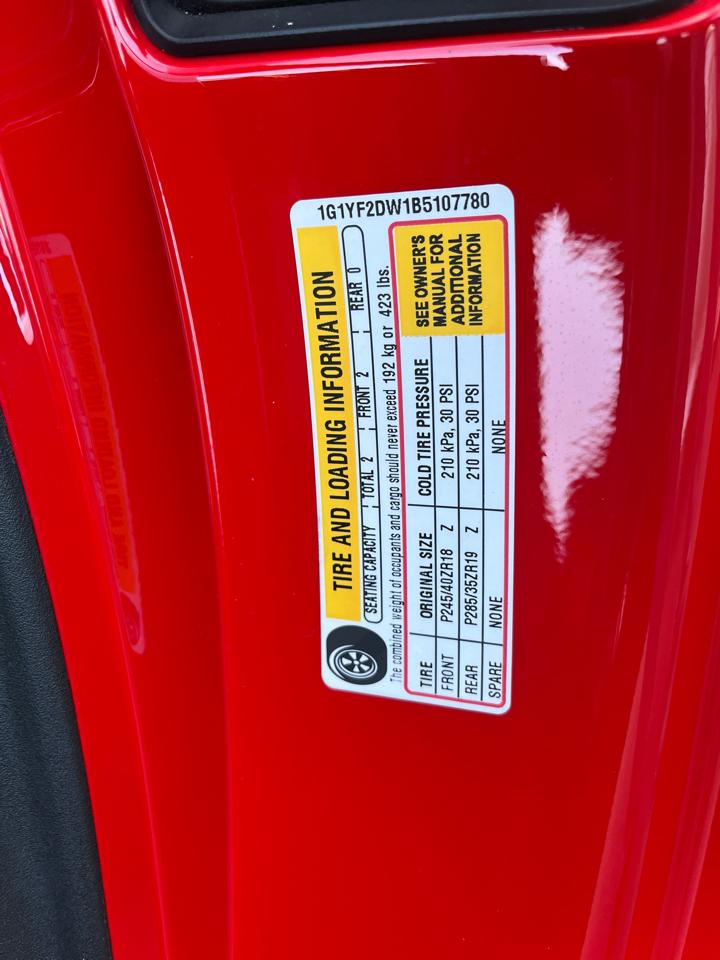 1G1YF2DW1B5107780
TIRE AND LOADING INFORMATION
SEATING CAPACITY TOTAL 2 FRONT 2 REAR 0
The combined weight of occupants and cargo should never exceed 192 kg or 423 lbs.
TIRE ORIGINAL SIZE COLD TIRE PRESSURE
FRONT P245/40ZR18 Z 210 kPa, 30 PSI
REAR P285/35ZR19 Z 210 kPa, 30 PSI
SPARE NONE NONE
SEE OWNER'S
MANUAL FOR
ADDITIONAL
INFORMATION